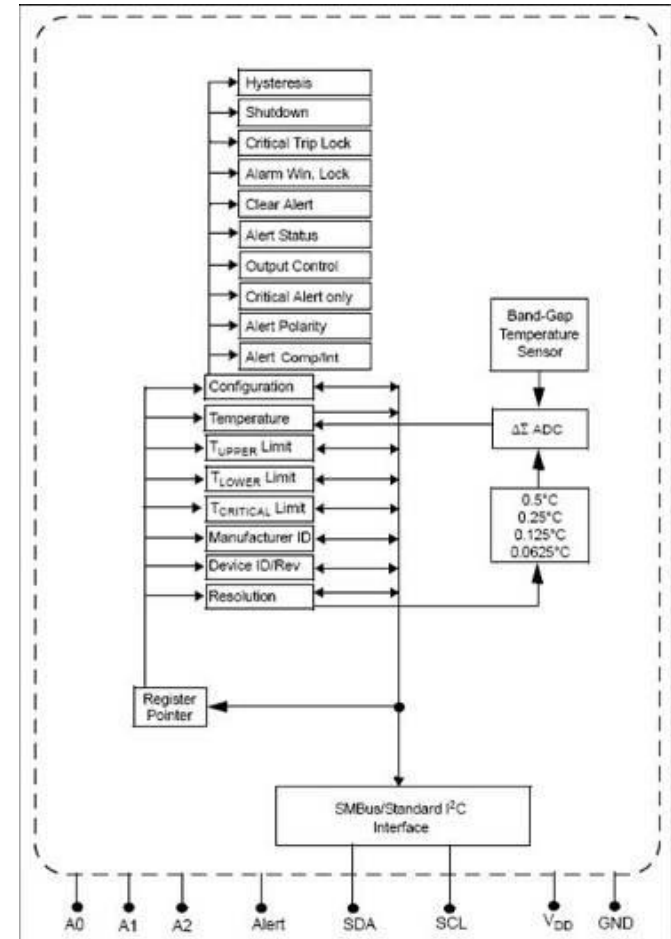 Hysteresis
Shutdown
Critical Trip Lock
Alarm Win. Lock
Clear Alert
Alert Status
Output Control
Critical Alert only
Alert Polarity
Alert Comp/Int
Configuration
Temperature
TUPPER Limit
TLOWER Limit
TCRITICAL Limit
Manufacturer ID
Device ID/Rev
Resolution
Band-Gap
Temperature
Sensor
ΔΣ ADC
0.5°C
0.25°C
0.125°C
0.0625°C
Register
Pointer
SMBus/Standard I²C
Interface
A0 A1 A2 Alert SDA SCL VDD GND